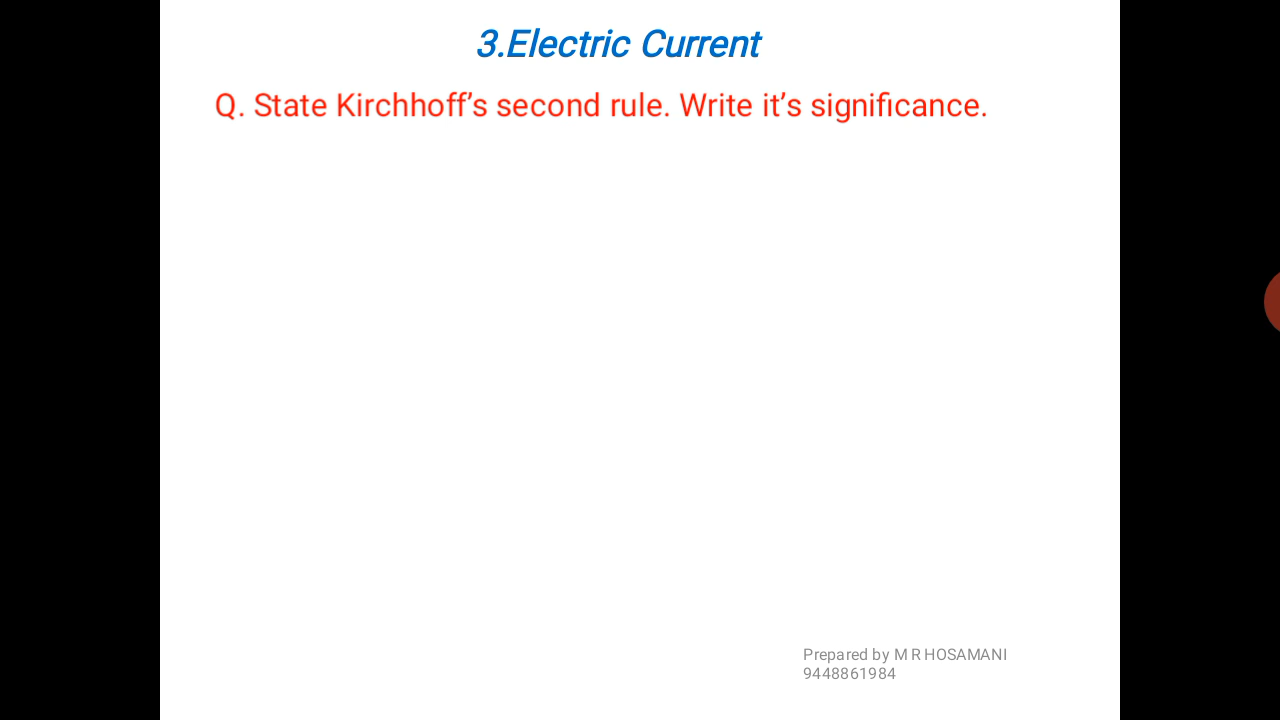 3.Electric Current
Q. State Kirchhoff’s second rule. Write it’s significance.
Prepared by M R HOSAMANI
9448861984